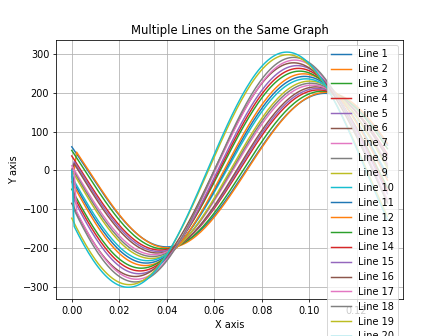 Multiple Lines on the Same Graph
Y axis
300
200
100
0
−100
−200
−300
0.00
0.02
0.04
0.06
0.08
0.10
X axis
Line 1
Line 2
Line 3
Line 4
Line 5
Line 6
Line 7
Line 8
Line 9
Line 10
Line 11
Line 12
Line 13
Line 14
Line 15
Line 16
Line 17
Line 18
Line 19
Line 20